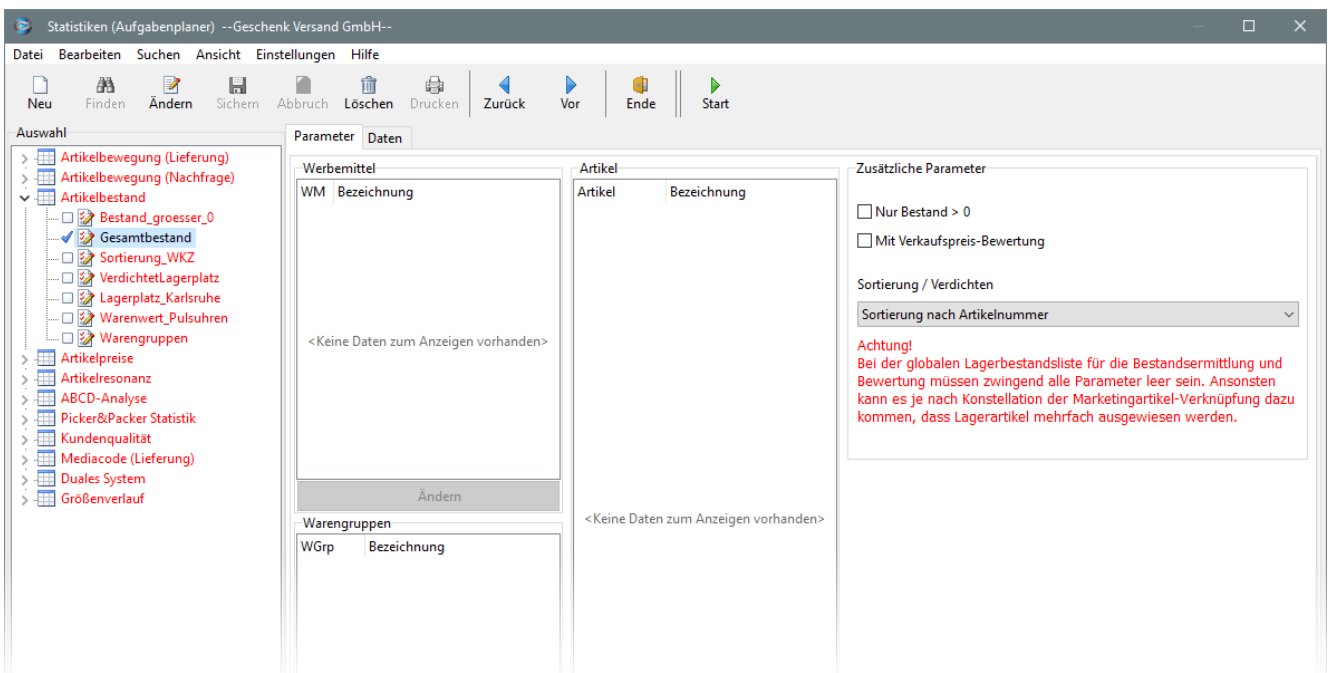 Statistiken (Aufgabenplaner) --Geschenk Versand GmbH--
Datei Bearbeiten Suchen Ansicht Einstellungen Hilfe
Neu Finden Ändern Sichern Abbruch Löschen Drucken Zurück Vor Ende Start
Auswahl
Artikelbewegung (Lieferung)
Artikelbewegung (Nachfrage)
Artikelbestand
Bestand_groesser_0
Gesamtbestand
Sortierung_WKZ
VerdichtetLagerplatz
Lagerplatz_Karlsruhe
Warenwert_Pulsuhren
Warengruppen
Artikelpreise
Artikelresonanz
ABCD-Analyse
Picker&Packer Statistik
Kundenqualität
Mediacode (Lieferung)
Duales System
Größenverlauf
Parameter Daten
Werbemittel
WM Bezeichnung
<Keine Daten zum Anzeigen vorhanden>
Ändern
Warengruppen
WGrp Bezeichnung
Artikel
Artikel Bezeichnung
<Keine Daten zum Anzeigen vorhanden>
Zusätzliche Parameter
Nur Bestand > 0
Mit Verkaufspreis-Bewertung
Sortierung / Verdichten
Sortierung nach Artikelnummer
Achtung!
Bei der globalen Lagerbestandsliste für die Bestandsermittlung und
Bewertung müssen zwingend alle Parameter leer sein. Ansonsten
kann es je nach Konstellation der Marketingartikel-Verknüpfung dazu
kommen, dass Lagerartikel mehrfach ausgewiesen werden.